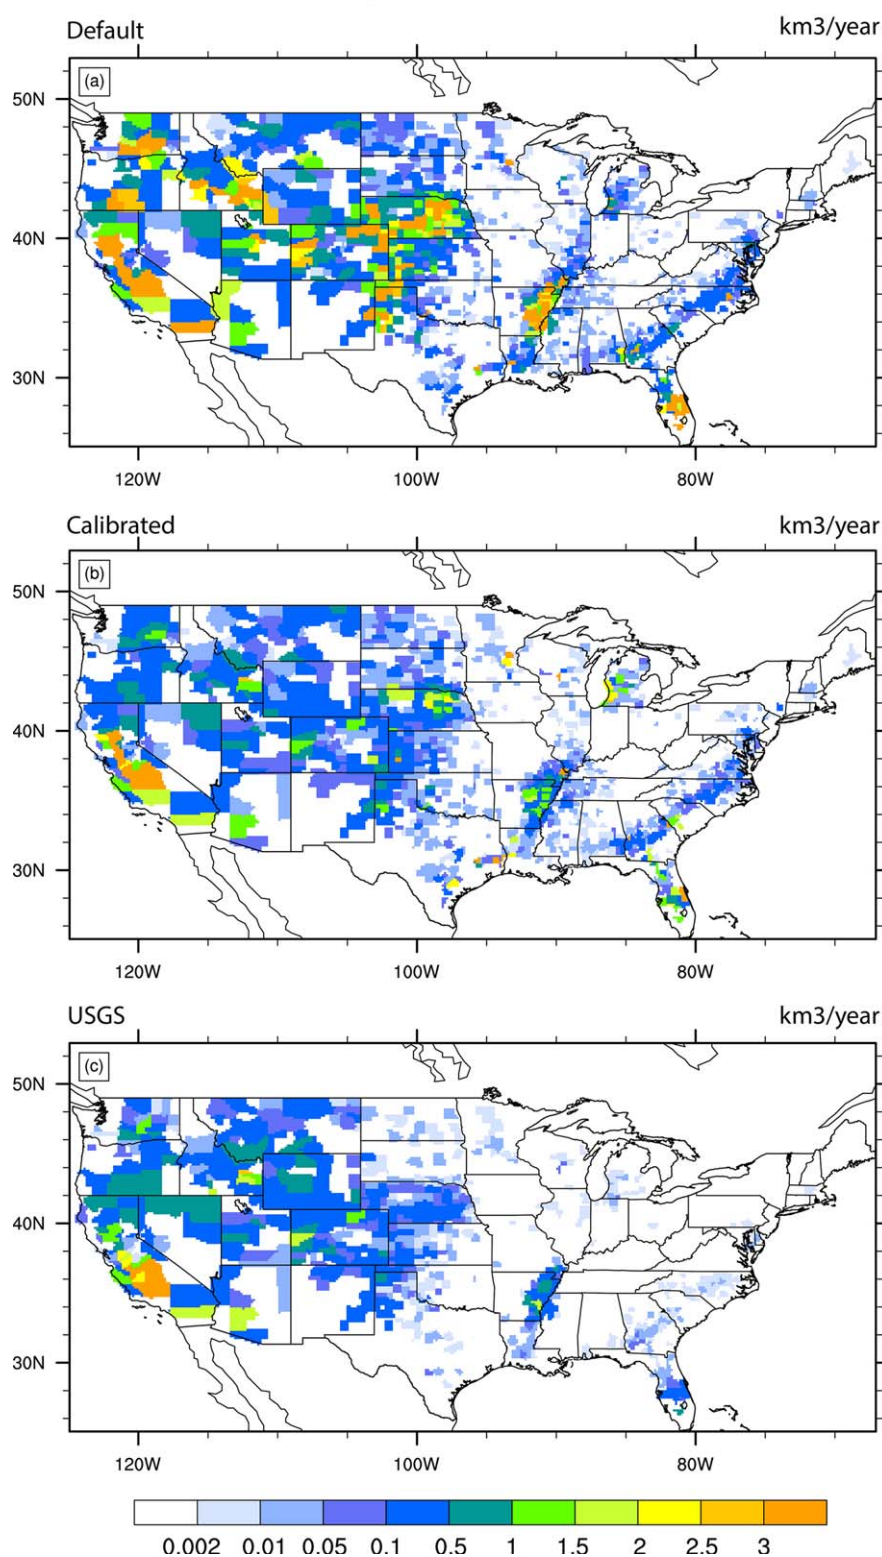 Default km3/year
(a)
50N
40N
30N
120W 100W 80W
Calibrated km3/year
(b)
50N
40N
30N
120W 100W 80W
USGS km3/year
(c)
50N
40N
30N
120W 100W 80W
0.002 0.01 0.05 0.1 0.5 1 1.5 2 2.5 3